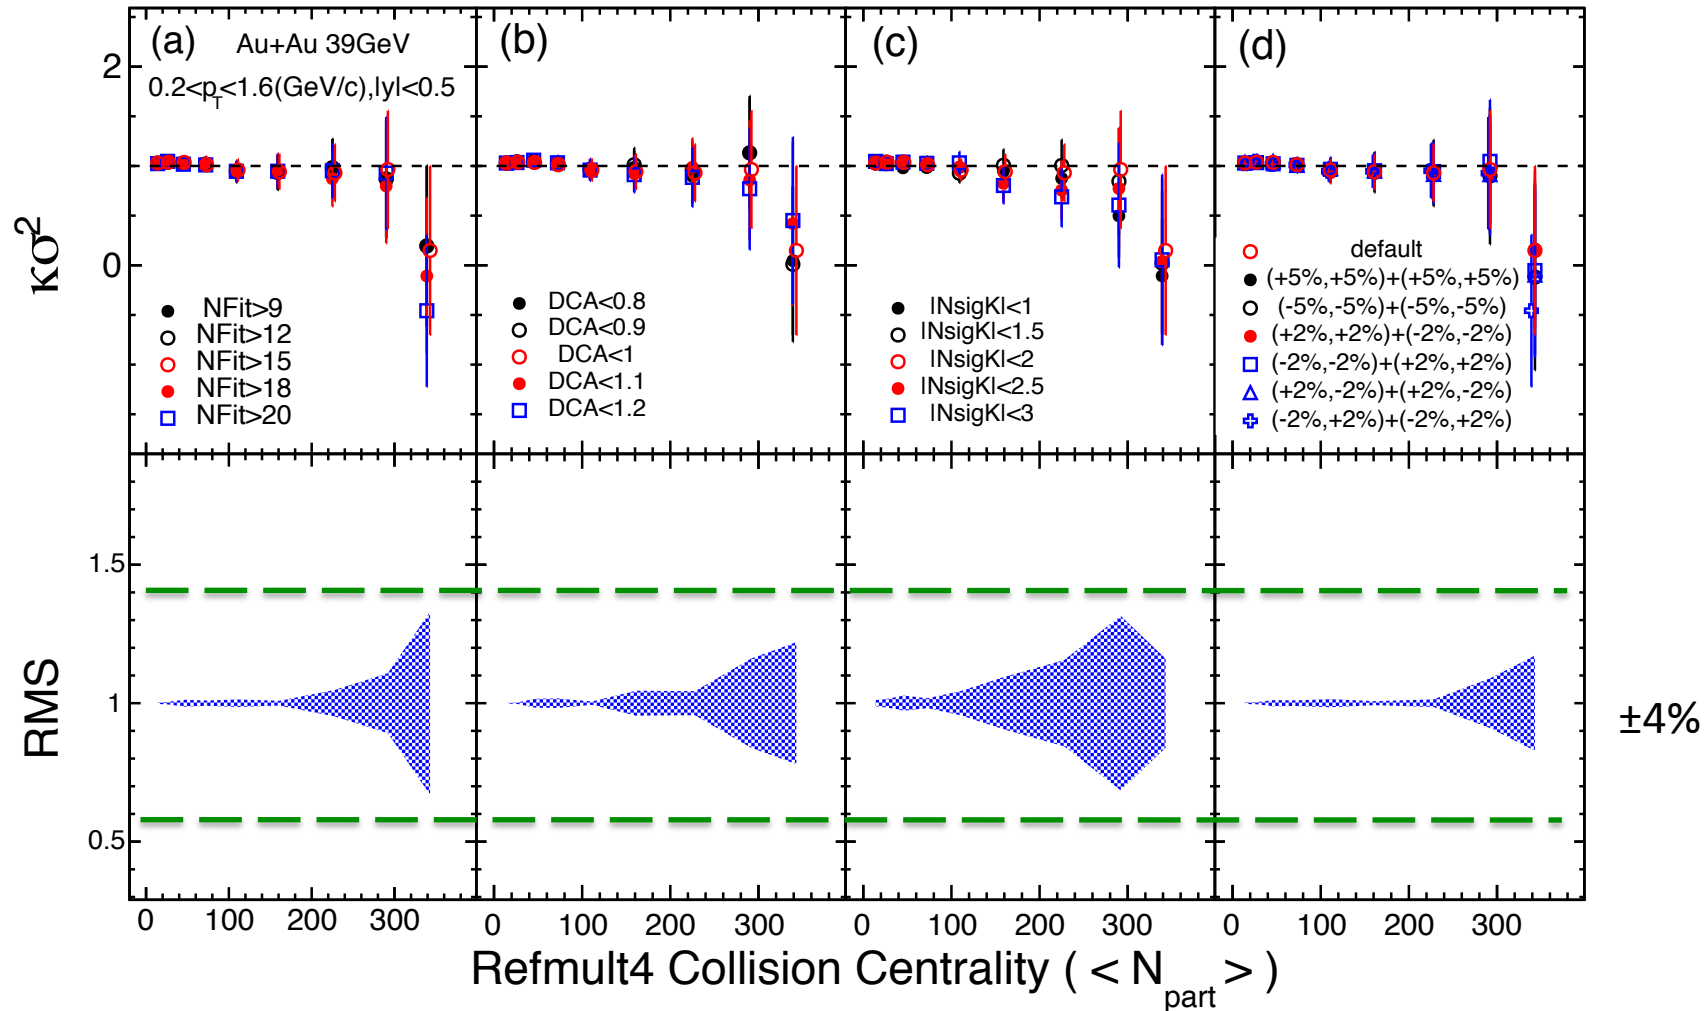 (a) Au+Au 39GeV
0.2<p_T<1.6(GeV/c),|y|<0.5
(b)
(c)
(d)
2
0
κσ²
NFit>9
NFit>12
NFit>15
NFit>18
NFit>20
DCA<0.8
DCA<0.9
DCA<1
DCA<1.1
DCA<1.2
|NsigK|<1
|NsigK|<1.5
|NsigK|<2
|NsigK|<2.5
|NsigK|<3
default
(+5%,+5%)+(+5%,+5%)
(-5%,-5%)+(-5%,-5%)
(+2%,+2%)+(-2%,-2%)
(-2%,-2%)+(+2%,+2%)
(+2%,-2%)+(+2%,-2%)
(-2%,+2%)+(-2%,+2%)
1.5
1
0.5
RMS
±4%
0 100 200 300 0 100 200 300 0 100 200 300 0 100 200 300
Refmult4 Collision Centrality ( < N_part > )